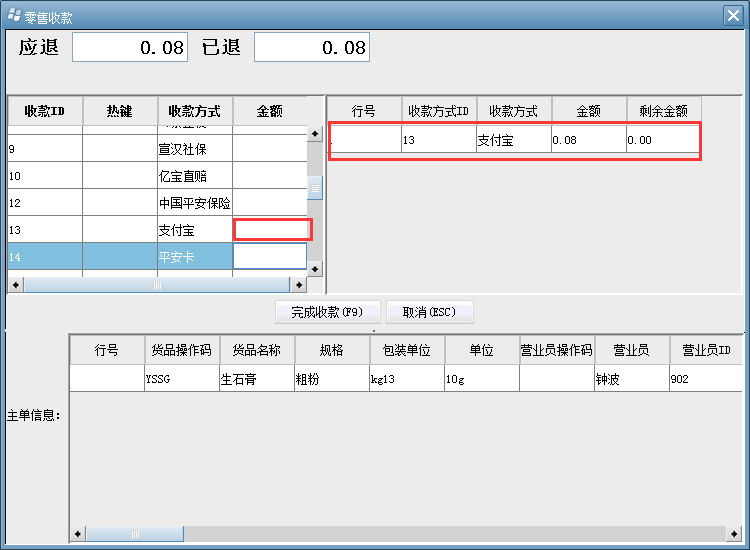 零售收款
应退 0.08 已退 0.08
收款ID 热键 收款方式 金额
9 宣汉社保
10 亿宝直赔
12 中国平安保险
13 支付宝
14 平安卡
行号 收款方式ID 收款方式 金额 剩余金额
13 支付宝 0.08 0.00
完成收款(F9) 取消(ESC)
主单信息:
行号 货品操作码 货品名称 规格 包装单位 单位 营业员操作码 营业员 营业员ID
YSSG 生石膏 粗粉 kg13 10g 钟波 902